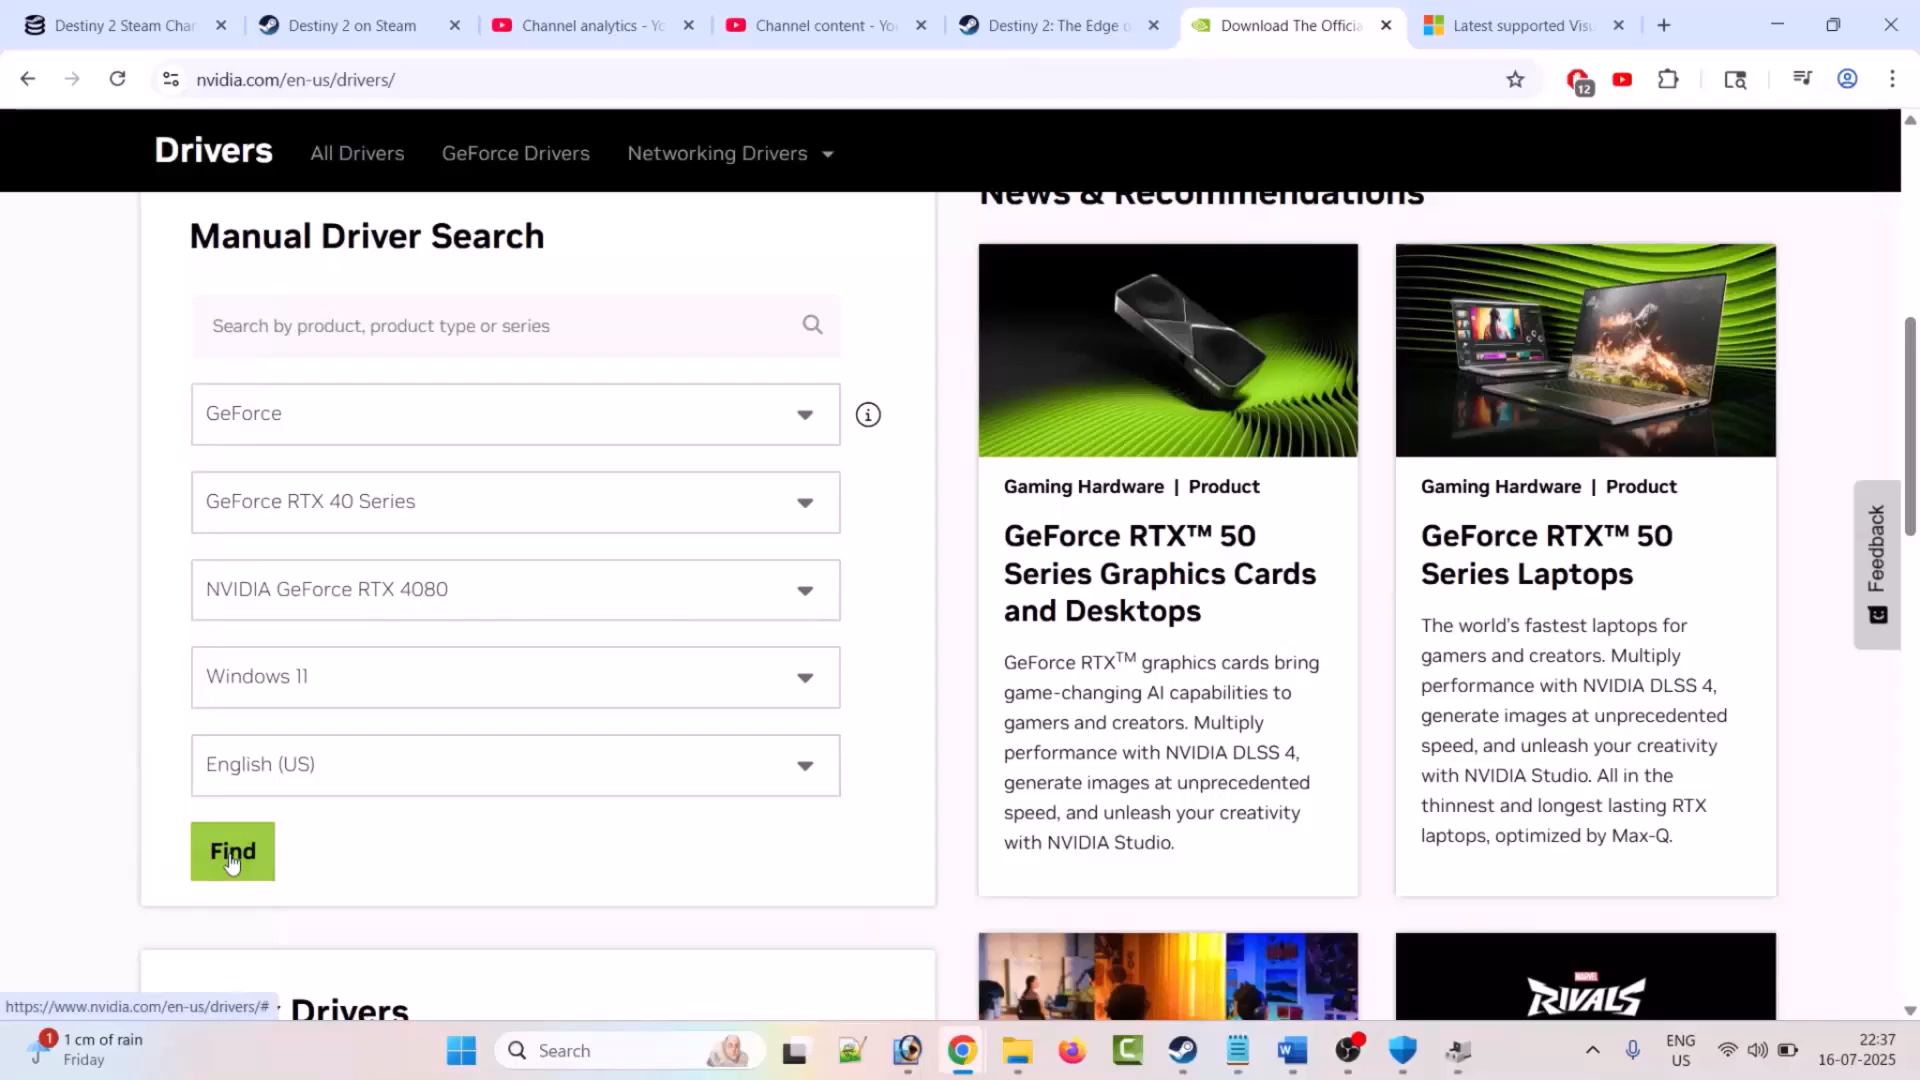 Destiny 2 Steam Char
Destiny 2 on Steam
Channel analytics - Yo
Channel content - Yo
Destiny 2: The Edge o
Download The Officia
Latest supported Visu
nvidia.com/en-us/drivers/
12
Drivers
All Drivers
GeForce Drivers
Networking Drivers
News & Recommendations
Manual Driver Search
Search by product, product type or series
GeForce
GeForce RTX 40 Series
NVIDIA GeForce RTX 4080
Windows 11
English (US)
Find
Gaming Hardware | Product
GeForce RTX™ 50
Series Graphics Cards
and Desktops
GeForce RTX™ graphics cards bring
game-changing AI capabilities to
gamers and creators. Multiply
performance with NVIDIA DLSS 4,
generate images at unprecedented
speed, and unleash your creativity
with NVIDIA Studio.
Gaming Hardware | Product
GeForce RTX™ 50
Series Laptops
The world's fastest laptops for
gamers and creators. Multiply
performance with NVIDIA DLSS 4,
generate images at unprecedented
speed, and unleash your creativity
with NVIDIA Studio. All in the
thinnest and longest lasting RTX
laptops, optimized by Max-Q.
Feedback
MARVEL
RIVALS
Drivers
https://www.nvidia.com/en-us/drivers/#
1
1 cm of rain
Friday
Search
ENG
US
22:37
16-07-2025